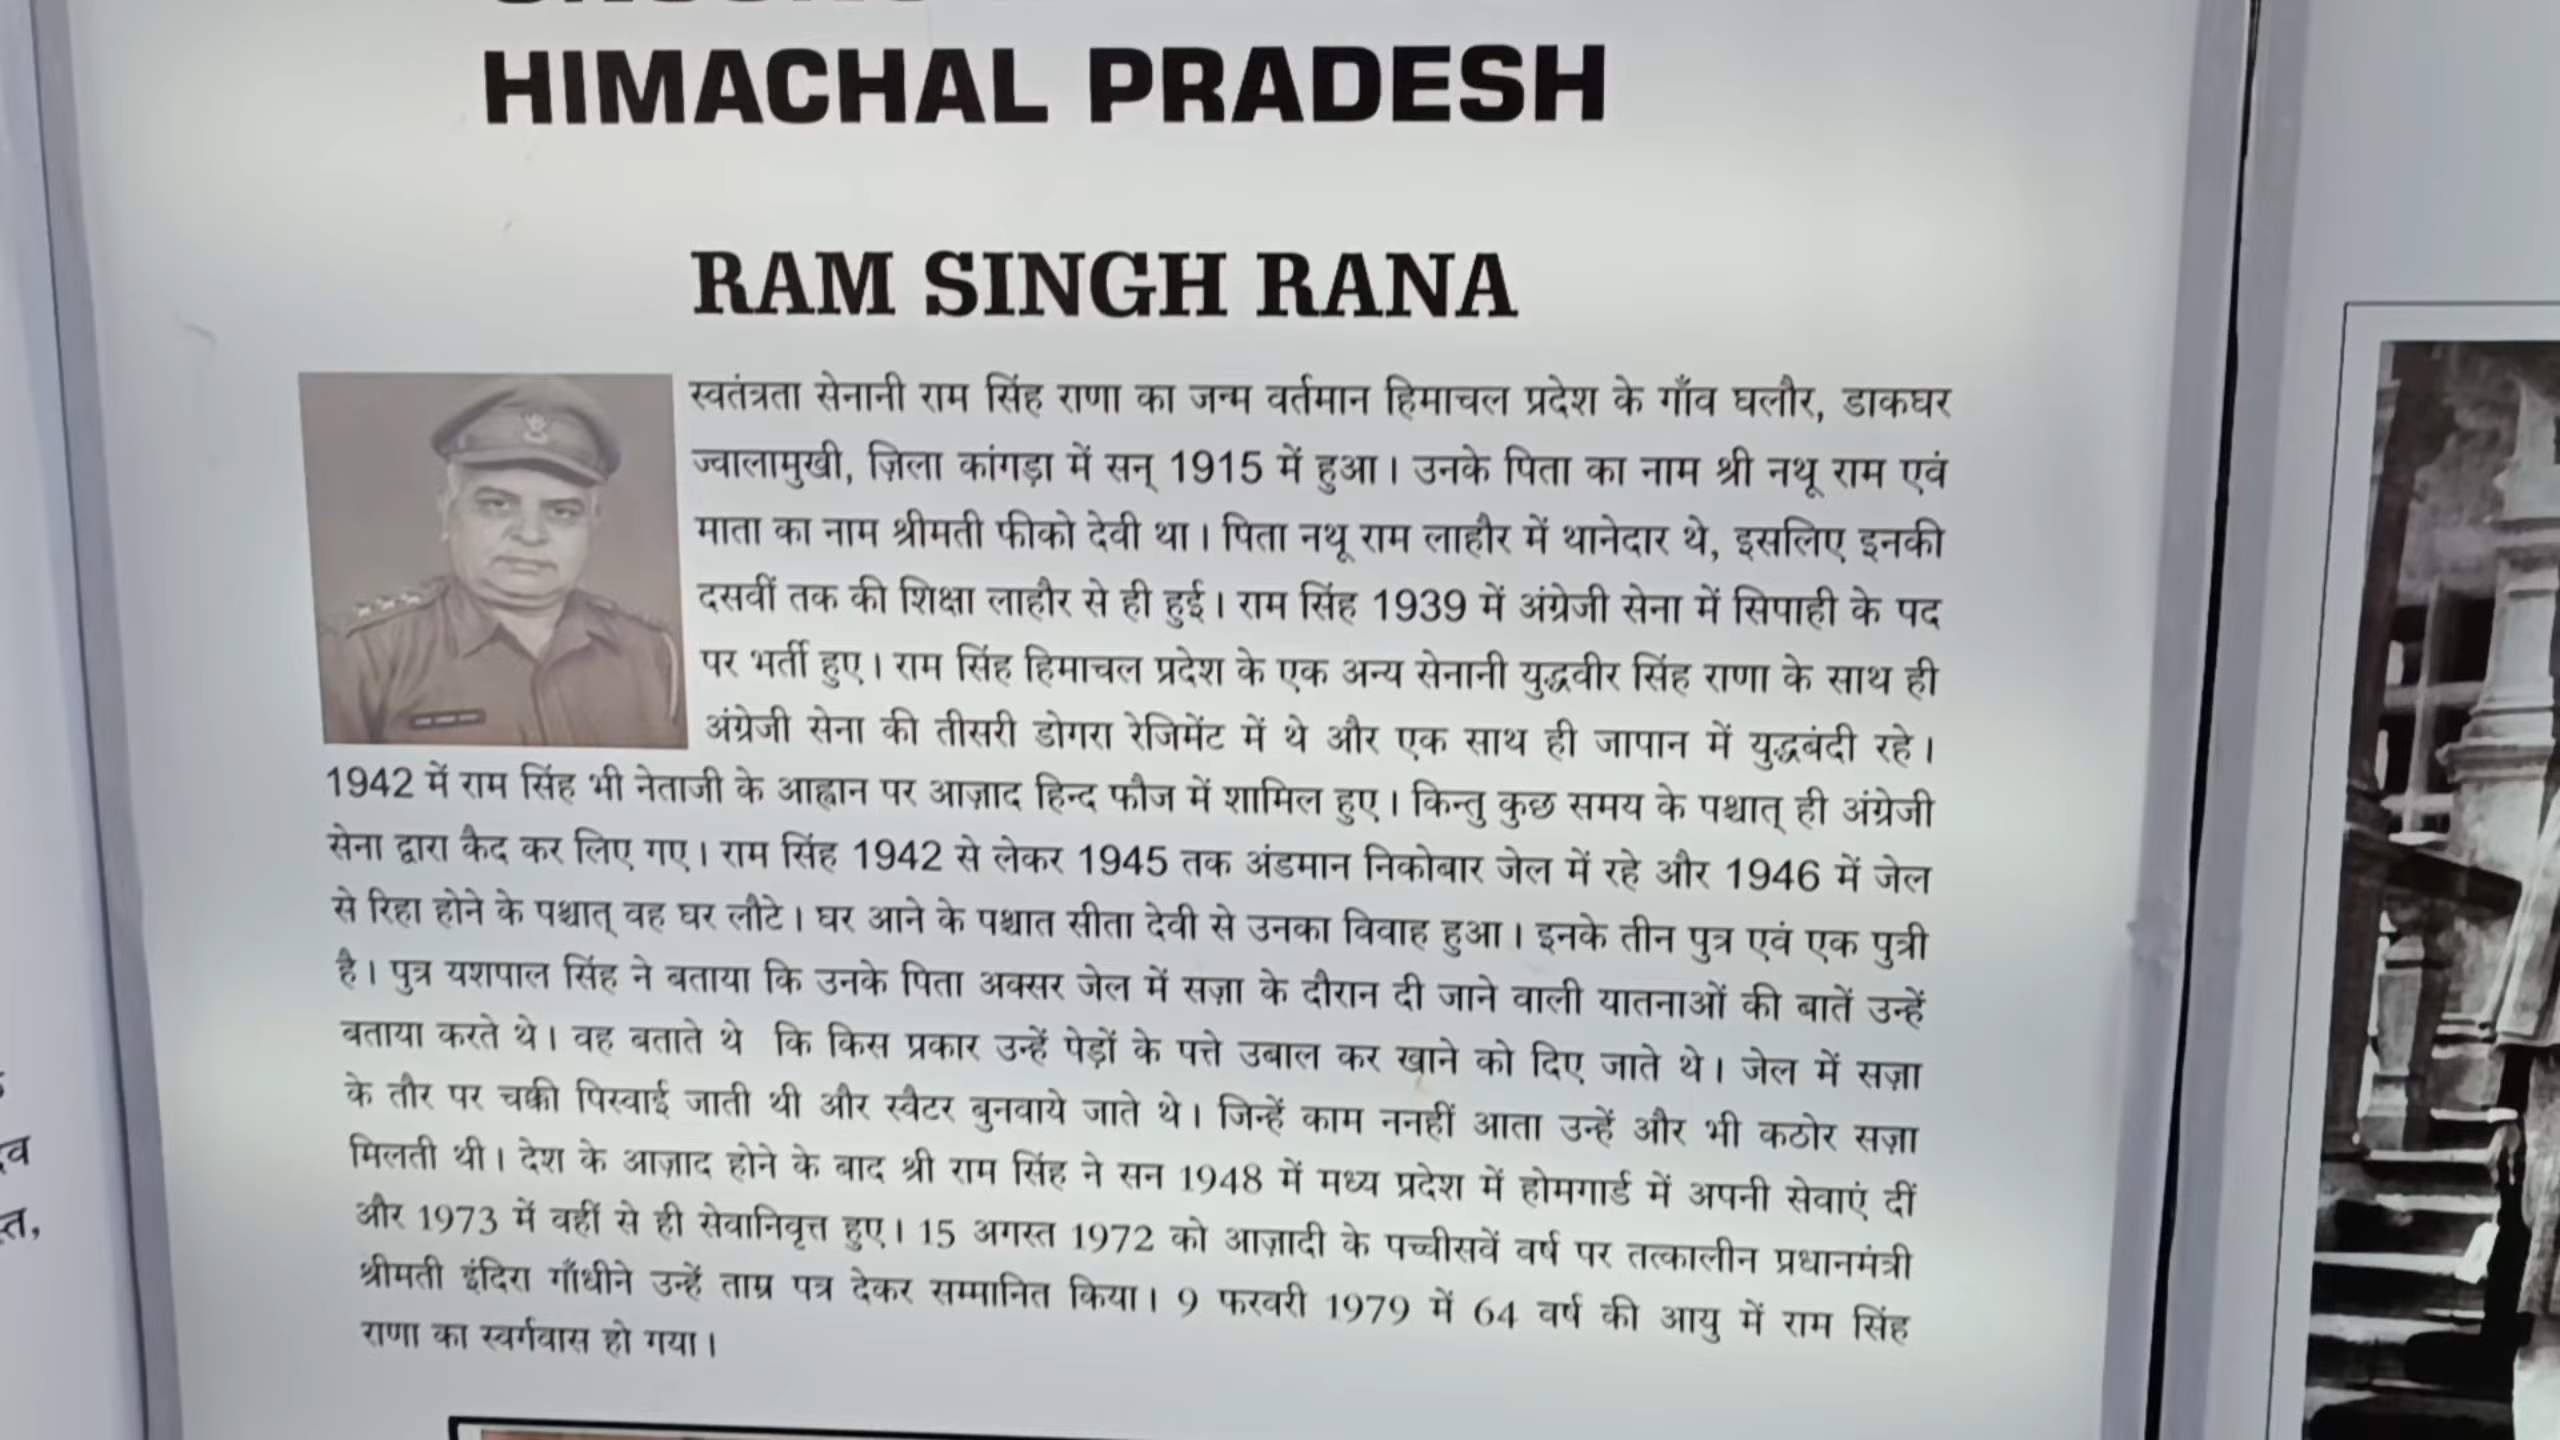 HIMACHAL PRADESH
RAM SINGH RANA
स्वतंत्रता सेनानी राम सिंह राणा का जन्म वर्तमान हिमाचल प्रदेश के गाँव घलौर, डाकघर
ज्वालामुखी, ज़िला कांगड़ा में सन् 1915 में हुआ। उनके पिता का नाम श्री नथू राम एवं
माता का नाम श्रीमती फीको देवी था। पिता नथू राम लाहौर में थानेदार थे, इसलिए इनकी
दसवीं तक की शिक्षा लाहौर से ही हुई। राम सिंह 1939 में अंग्रेजी सेना में सिपाही के पद
पर भर्ती हुए। राम सिंह हिमाचल प्रदेश के एक अन्य सेनानी युद्धवीर सिंह राणा के साथ ही
अंग्रेजी सेना की तीसरी डोगरा रेजिमेंट में थे और एक साथ ही जापान में युद्धबंदी रहे।
1942 में राम सिंह भी नेताजी के आह्वान पर आज़ाद हिन्द फौज में शामिल हुए। किन्तु कुछ समय के पश्चात् ही अंग्रेजी
सेना द्वारा कैद कर लिए गए। राम सिंह 1942 से लेकर 1945 तक अंडमान निकोबार जेल में रहे और 1946 में जेल
से रिहा होने के पश्चात् वह घर लौटे। घर आने के पश्चात सीता देवी से उनका विवाह हुआ। इनके तीन पुत्र एवं एक पुत्री
है। पुत्र यशपाल सिंह ने बताया कि उनके पिता अक्सर जेल में सज़ा के दौरान दी जाने वाली यातनाओं की बातें उन्हें
बताया करते थे। वह बताते थे कि किस प्रकार उन्हें पेड़ों के पत्ते उबाल कर खाने को दिए जाते थे। जेल में सज़ा
के तौर पर चक्की पिस्वाई जाती थी और स्वैटर बुनवाये जाते थे। जिन्हें काम ननहीं आता उन्हें और भी कठोर सज़ा
मिलती थी। देश के आज़ाद होने के बाद श्री राम सिंह ने सन 1948 में मध्य प्रदेश में होमगार्ड में अपनी सेवाएं दीं
और 1973 में वहीं से ही सेवानिवृत्त हुए। 15 अगस्त 1972 को आज़ादी के पच्चीसवें वर्ष पर तत्कालीन प्रधानमंत्री
श्रीमती इंदिरा गाँधीने उन्हें ताम्र पत्र देकर सम्मानित किया। 9 फरवरी 1979 में 64 वर्ष की आयु में राम सिंह
राणा का स्वर्गवास हो गया।